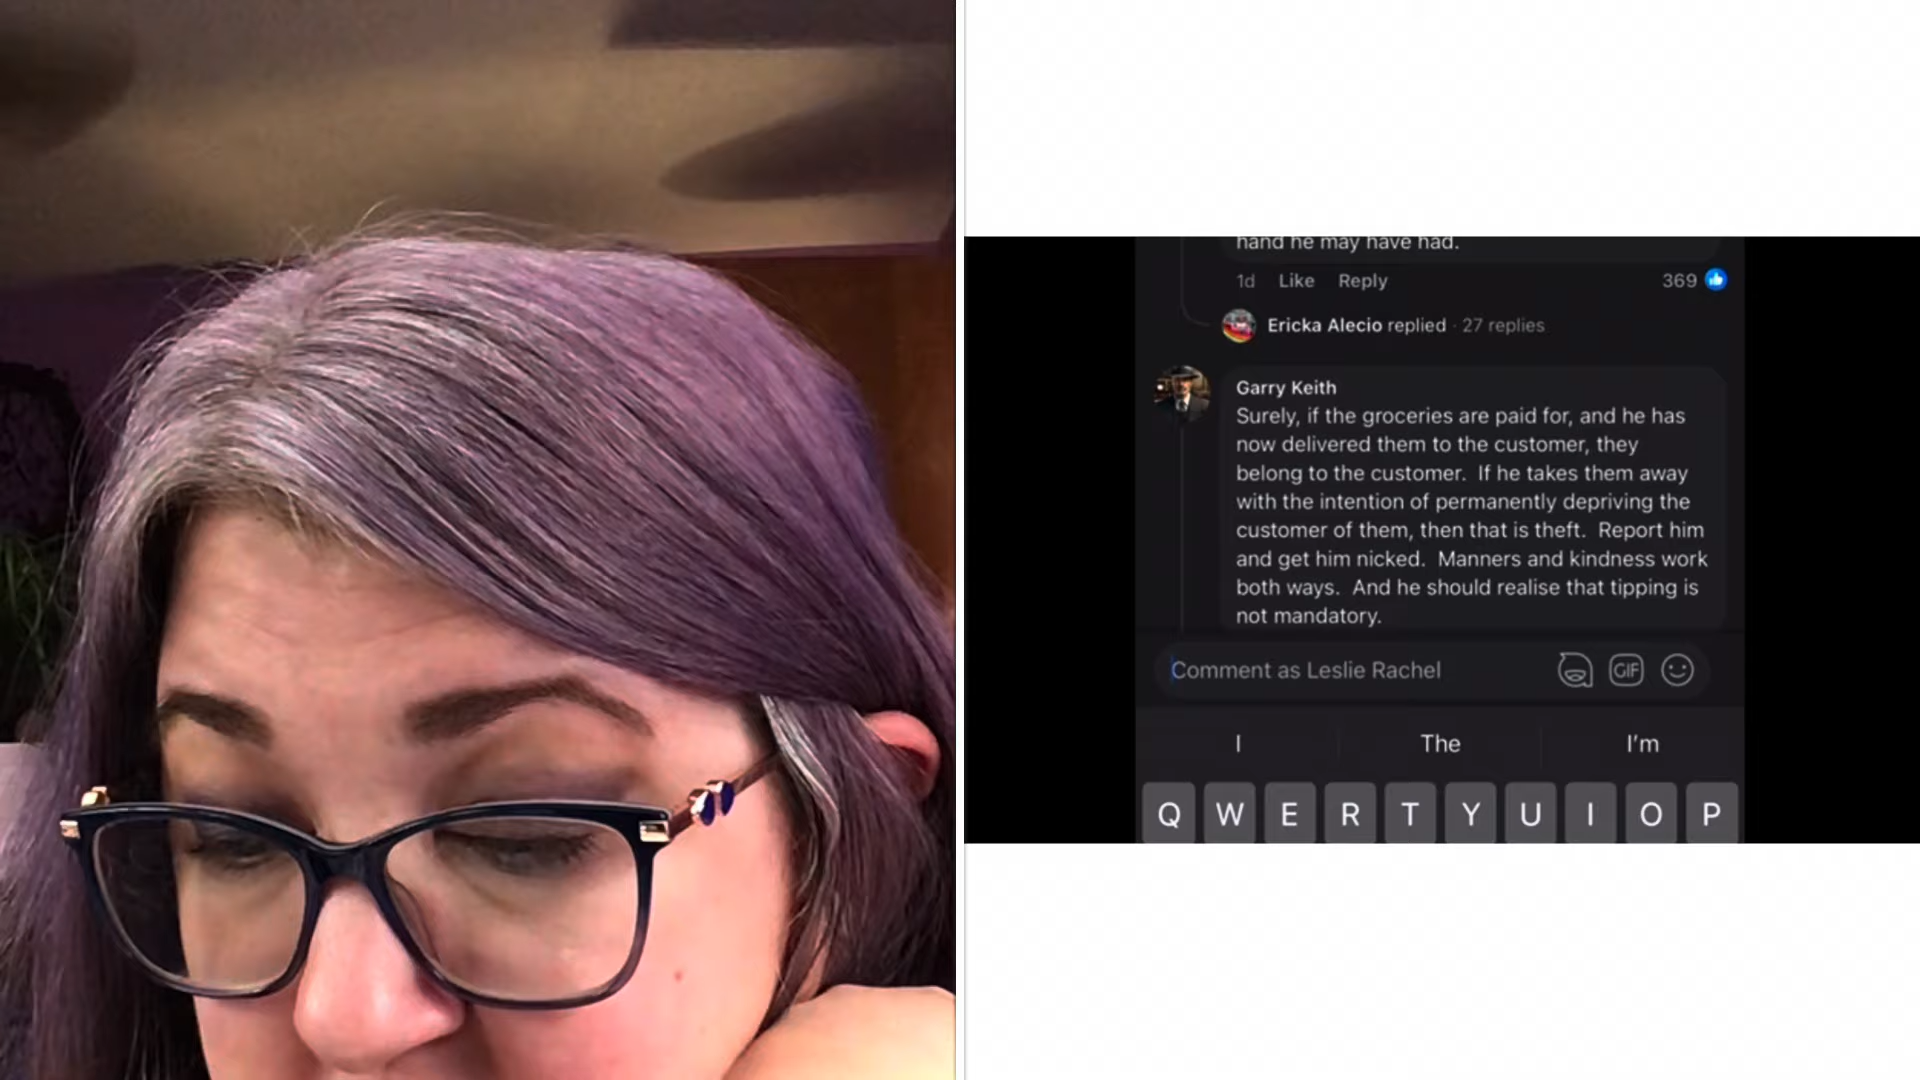 hand he may have had.
1d Like Reply 369
Ericka Alecio replied · 27 replies
Garry Keith
Surely, if the groceries are paid for, and he has
now delivered them to the customer, they
belong to the customer.  If he takes them away
with the intention of permanently depriving the
customer of them, then that is theft.  Report him
and get him nicked.  Manners and kindness work
both ways.  And he should realise that tipping is
not mandatory.
Comment as Leslie Rachel GIF
I The I'm
Q W E R T Y U I O P